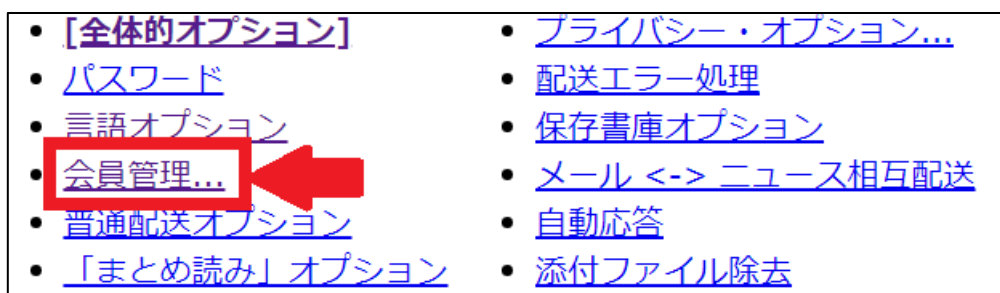 [全体的オプション]
パスワード
言語オプション
会員管理...
普通配送オプション
「まとめ読み」オプション
プライバシー・オプション...
配送エラー処理
保存書庫オプション
メール <-> ニュース相互配送
自動応答
添付ファイル除去